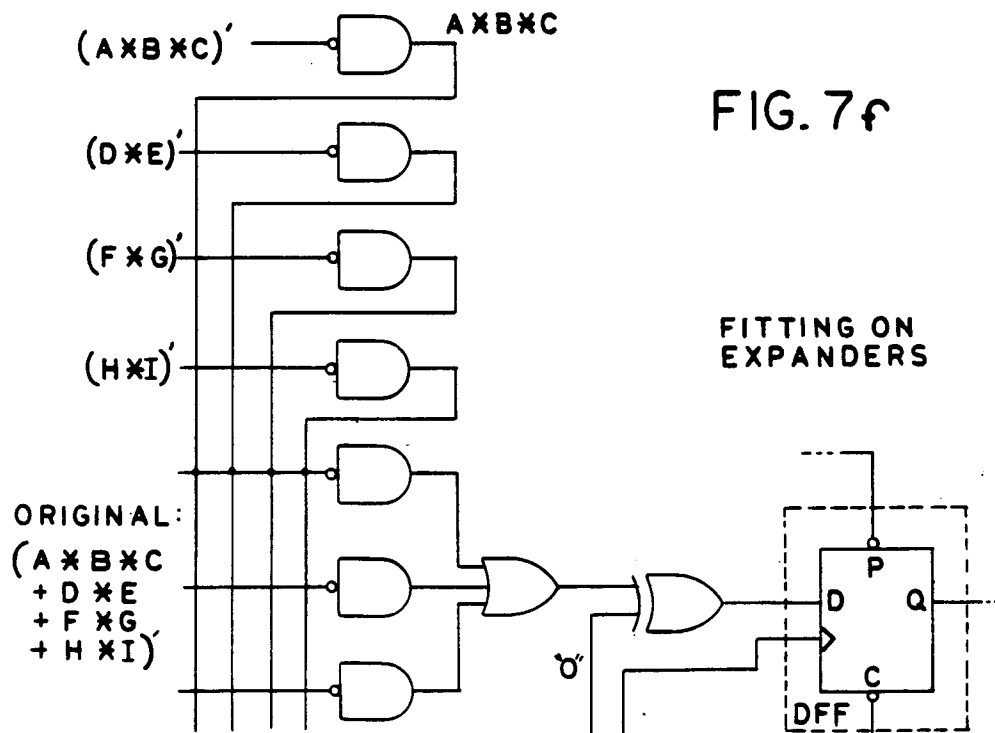 (A*B*C)' A*B*C
FIG. 7f
(D*E)'
(F*G)'
(H*I)'
FITTING ON
EXPANDERS
ORIGINAL:
(A*B*C
+ D*E
+ F*G
+ H*I)'
"0"
P
D Q
C
DFF